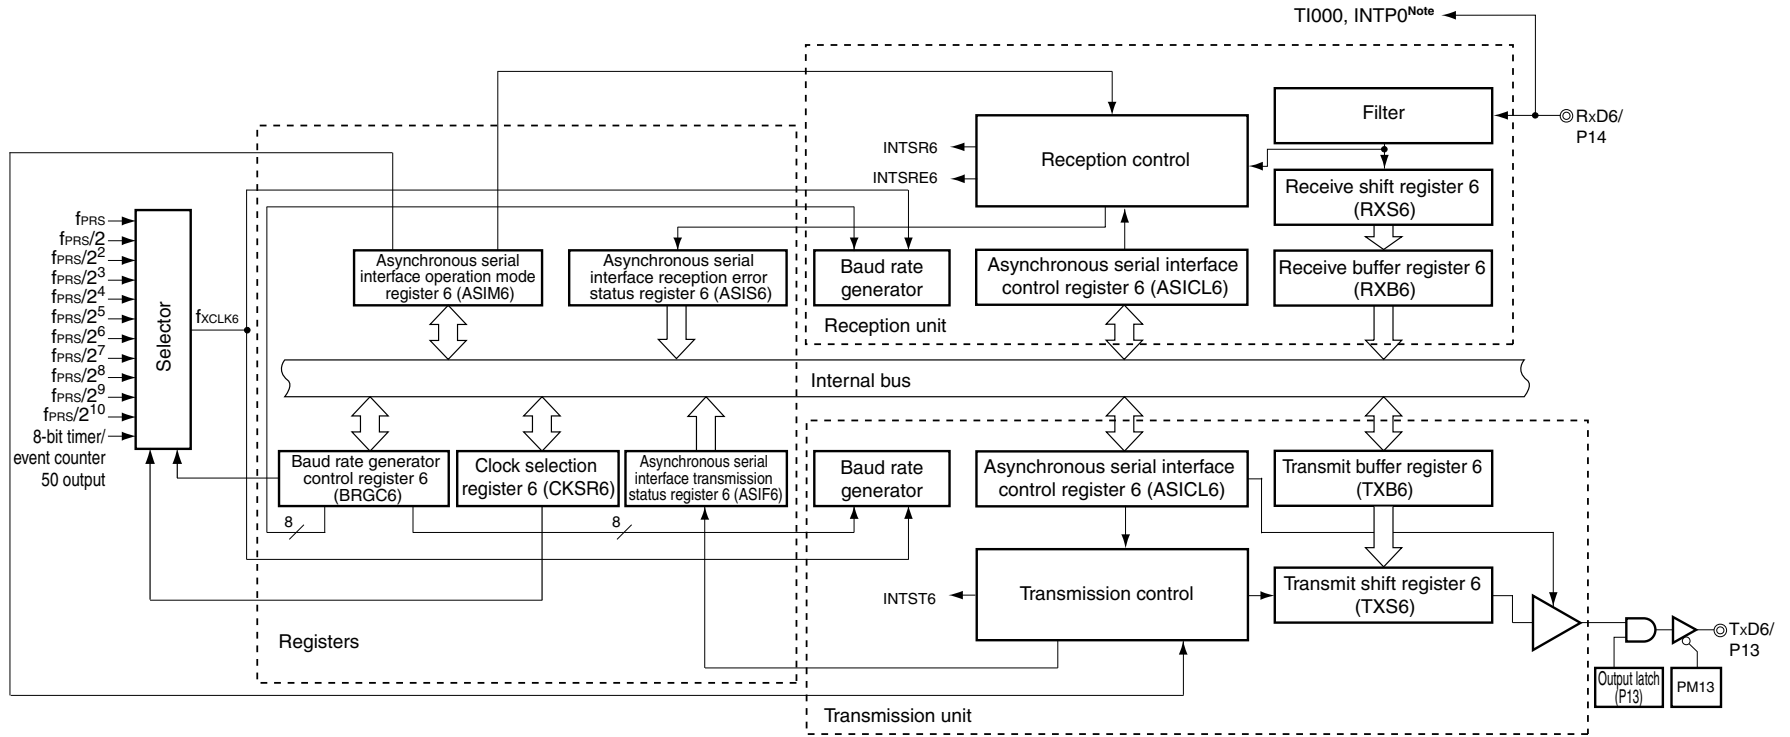 TI000, INTP0Note
Filter
RxD6/
P14
INTSR6
INTSRE6
Reception control
Receive shift register 6
(RXS6)
fPRS
fPRS/2
fPRS/2²
fPRS/2³
fPRS/2⁴
fPRS/2⁵
fPRS/2⁶
fPRS/2⁷
fPRS/2⁸
fPRS/2⁹
fPRS/2¹⁰
8-bit timer/
event counter
50 output
Selector
fXCLK6
Asynchronous serial
interface operation mode
register 6 (ASIM6)
Asynchronous serial
interface reception error
status register 6 (ASIS6)
Baud rate
generator
Asynchronous serial interface
control register 6 (ASICL6)
Receive buffer register 6
(RXB6)
Reception unit
Internal bus
Baud rate generator
control register 6
(BRGC6)
Clock selection
register 6 (CKSR6)
Asynchronous serial
interface transmission
status register 6 (ASIF6)
Baud rate
generator
Asynchronous serial interface
control register 6 (ASICL6)
Transmit buffer register 6
(TXB6)
8
8
INTST6
Transmission control
Transmit shift register 6
(TXS6)
Registers
TxD6/
P13
Output latch
(P13)
PM13
Transmission unit